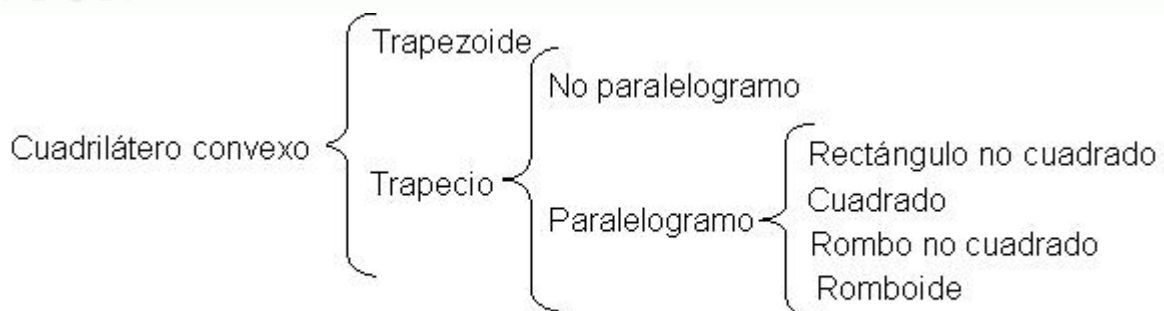 Trapezoide
No paralelogramo
Cuadrilátero convexo
Trapecio
Rectángulo no cuadrado
Cuadrado
Paralelogramo
Rombo no cuadrado
Romboide